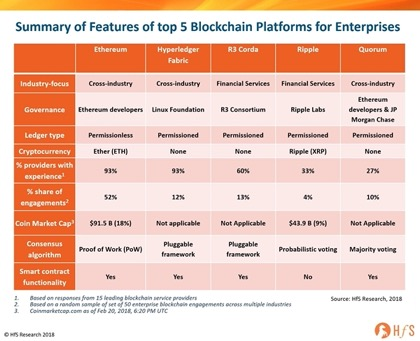 Summary of Features of top 5 Blockchain Platforms for Enterprises
Ethereum Hyperledger Fabric R3 Corda Ripple Quorum
Industry-focus Cross-industry Cross-industry Financial Services Financial Services Cross-industry
Governance Ethereum developers Linux Foundation R3 Consortium Ripple Labs Ethereum developers & JP Morgan Chase
Ledger type Permissionless Permissioned Permissioned Permissioned Permissioned
Cryptocurrency Ether (ETH) None None Ripple (XRP) None
% providers with experience¹ 93% 93% 60% 33% 27%
% share of engagements² 52% 12% 13% 4% 10%
Coin Market Cap³ $91.5 B (18%) Not applicable Not Applicable $43.9 B (9%) Not Applicable
Consensus algorithm Proof of Work (PoW) Pluggable framework Pluggable framework Probabilistic voting Majority voting
Smart contract functionality Yes Yes Yes No Yes
1. Based on responses from 15 leading blockchain service providers
2. Based on a random sample of set of 50 enterprise blockchain engagements across multiple industries
3. Coinmarketcap.com as of Feb 20, 2018, 6:20 PM UTC
Source: HfS Research, 2018
© HfS Research 2018
HfS